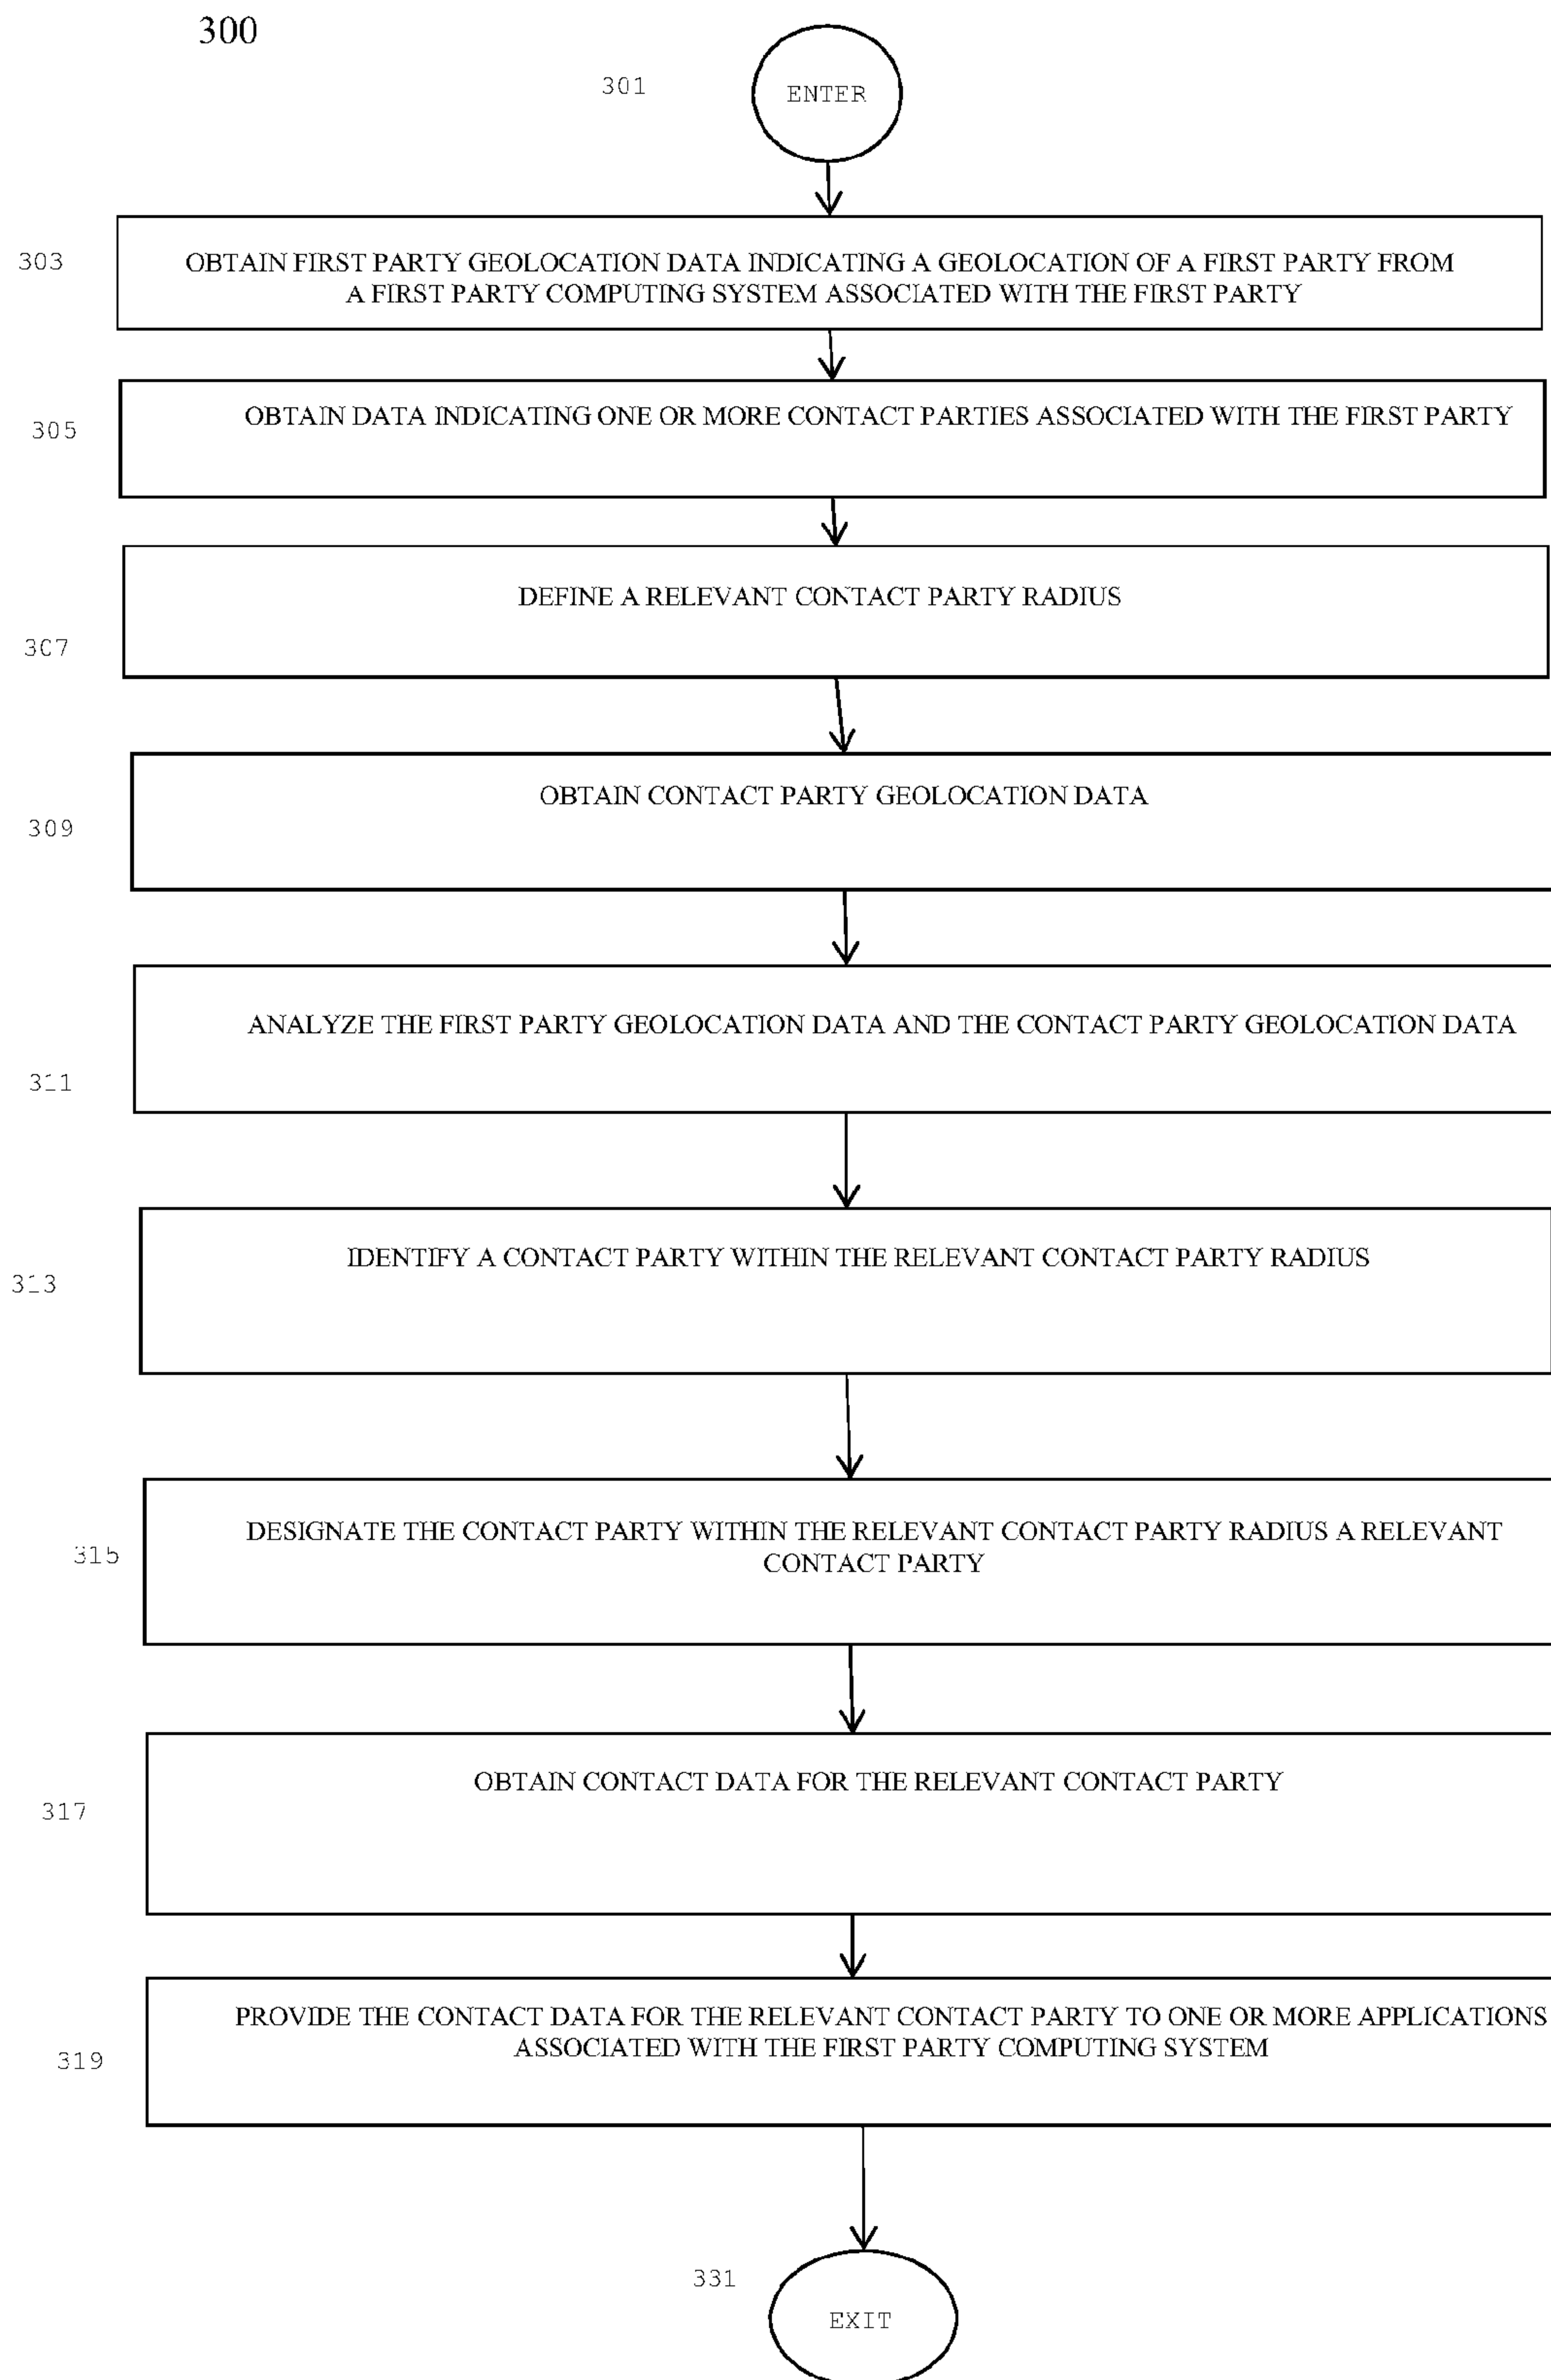 300
301
ENTER
303
OBTAIN FIRST PARTY GEOLOCATION DATA INDICATING A GEOLOCATION OF A FIRST PARTY FROM
A FIRST PARTY COMPUTING SYSTEM ASSOCIATED WITH THE FIRST PARTY
305
OBTAIN DATA INDICATING ONE OR MORE CONTACT PARTIES ASSOCIATED WITH THE FIRST PARTY
DEFINE A RELEVANT CONTACT PARTY RADIUS
307
OBTAIN CONTACT PARTY GEOLOCATION DATA
309
ANALYZE THE FIRST PARTY GEOLOCATION DATA AND THE CONTACT PARTY GEOLOCATION DATA
311
IDENTIFY A CONTACT PARTY WITHIN THE RELEVANT CONTACT PARTY RADIUS
313
DESIGNATE THE CONTACT PARTY WITHIN THE RELEVANT CONTACT PARTY RADIUS A RELEVANT
CONTACT PARTY
315
OBTAIN CONTACT DATA FOR THE RELEVANT CONTACT PARTY
317
PROVIDE THE CONTACT DATA FOR THE RELEVANT CONTACT PARTY TO ONE OR MORE APPLICATIONS
ASSOCIATED WITH THE FIRST PARTY COMPUTING SYSTEM
319
331
EXIT